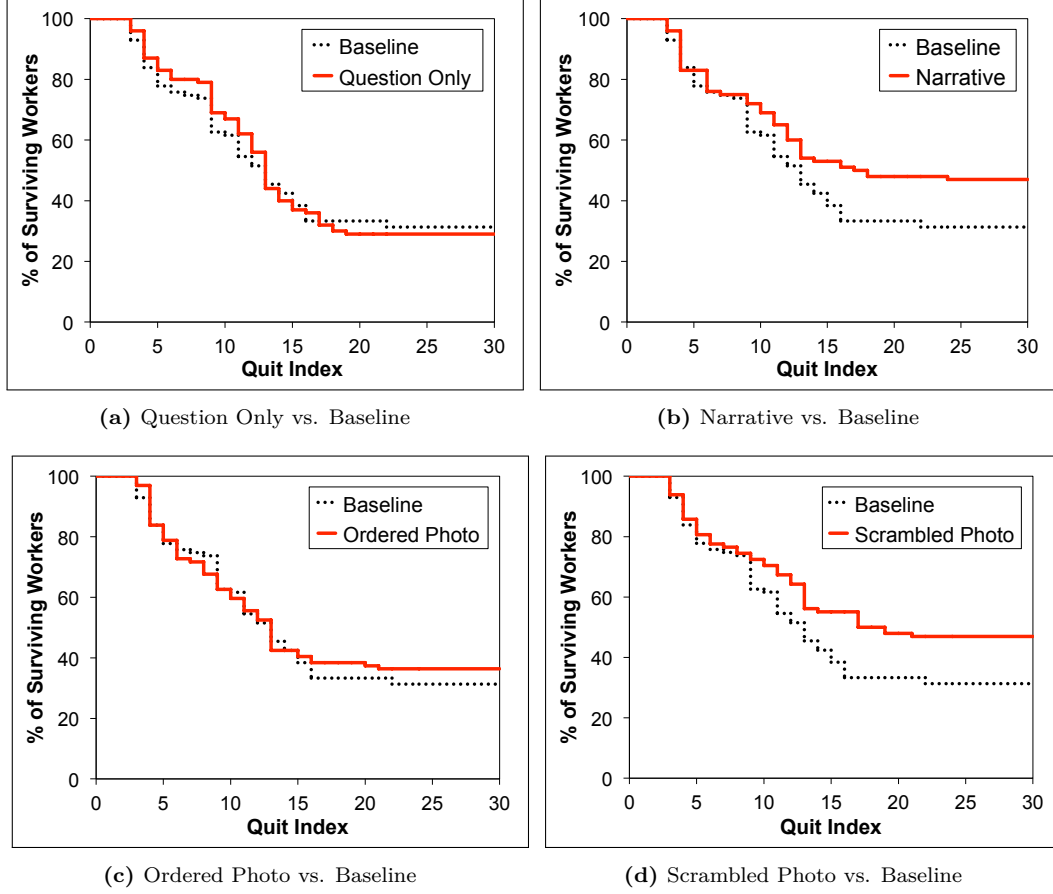 100
80
60
40
20
0
% of Surviving Workers
Baseline
Question Only
0 5 10 15 20 25 30
Quit Index
(a) Question Only vs. Baseline
100
80
60
40
20
0
% of Surviving Workers
Baseline
Narrative
0 5 10 15 20 25 30
Quit Index
(b) Narrative vs. Baseline
100
80
60
40
20
0
% of Surviving Workers
Baseline
Ordered Photo
0 5 10 15 20 25 30
Quit Index
(c) Ordered Photo vs. Baseline
100
80
60
40
20
0
% of Surviving Workers
Baseline
Scrambled Photo
0 5 10 15 20 25 30
Quit Index
(d) Scrambled Photo vs. Baseline